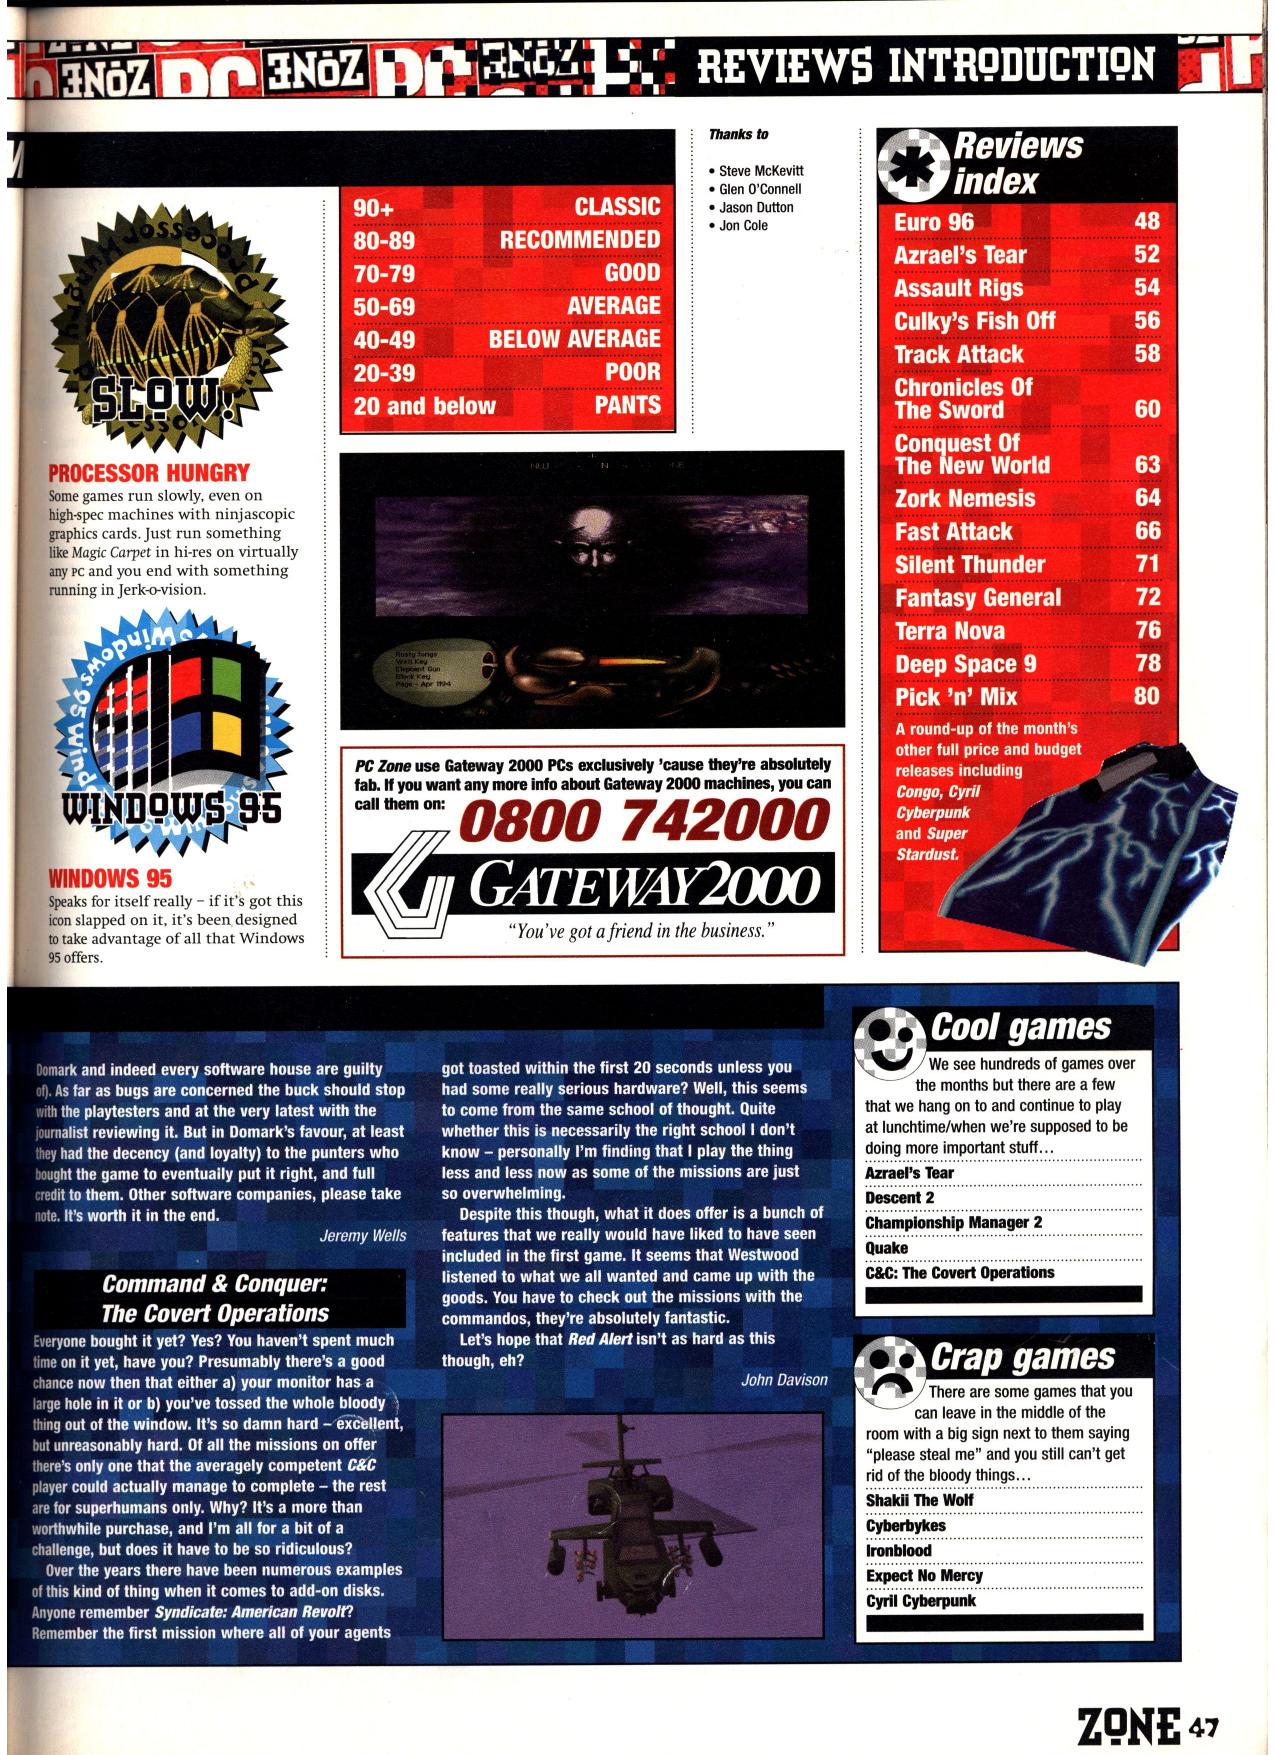 ZONE PC ZONE PC ZONE
REVIEWS INTRODUCTION
M
SLOW!
PROCESSOR HUNGRY
Some games run slowly, even on
high-spec machines with ninjascopic
graphics cards. Just run something
like Magic Carpet in hi-res on virtually
any PC and you end with something
running in Jerk-o-vision.
WINDOWS 95
WINDOWS 95
Speaks for itself really – if it's got this
icon slapped on it, it's been designed
to take advantage of all that Windows
95 offers.
90+ CLASSIC
80-89 RECOMMENDED
70-79 GOOD
50-69 AVERAGE
40-49 BELOW AVERAGE
20-39 POOR
20 and below PANTS
Rusty Tongs
Well Key
Elephant Gun
Block Key
Page - Apr 1194
PC Zone use Gateway 2000 PCs exclusively 'cause they're absolutely
fab. If you want any more info about Gateway 2000 machines, you can
call them on: 0800 742000
GATEWAY2000
"You've got a friend in the business."
Thanks to
• Steve McKevitt
• Glen O'Connell
• Jason Dutton
• Jon Cole
Reviews
index
Euro 96 48
Azrael's Tear 52
Assault Rigs 54
Culky's Fish Off 56
Track Attack 58
Chronicles Of
The Sword 60
Conquest Of
The New World 63
Zork Nemesis 64
Fast Attack 66
Silent Thunder 71
Fantasy General 72
Terra Nova 76
Deep Space 9 78
Pick 'n' Mix 80
A round-up of the month's
other full price and budget
releases including
Congo, Cyril
Cyberpunk
and Super
Stardust.
Domark and indeed every software house are guilty
of). As far as bugs are concerned the buck should stop
with the playtesters and at the very latest with the
journalist reviewing it. But in Domark's favour, at least
they had the decency (and loyalty) to the punters who
bought the game to eventually put it right, and full
credit to them. Other software companies, please take
note. It's worth it in the end.
Jeremy Wells
Command & Conquer:
The Covert Operations
Everyone bought it yet? Yes? You haven't spent much
time on it yet, have you? Presumably there's a good
chance now then that either a) your monitor has a
large hole in it or b) you've tossed the whole bloody
thing out of the window. It's so damn hard – excellent,
but unreasonably hard. Of all the missions on offer
there's only one that the averagely competent C&C
player could actually manage to complete – the rest
are for superhumans only. Why? It's a more than
worthwhile purchase, and I'm all for a bit of a
challenge, but does it have to be so ridiculous?
Over the years there have been numerous examples
of this kind of thing when it comes to add-on disks.
Anyone remember Syndicate: American Revolt?
Remember the first mission where all of your agents
got toasted within the first 20 seconds unless you
had some really serious hardware? Well, this seems
to come from the same school of thought. Quite
whether this is necessarily the right school I don't
know – personally I'm finding that I play the thing
less and less now as some of the missions are just
so overwhelming.
Despite this though, what it does offer is a bunch of
features that we really would have liked to have seen
included in the first game. It seems that Westwood
listened to what we all wanted and came up with the
goods. You have to check out the missions with the
commandos, they're absolutely fantastic.
Let's hope that Red Alert isn't as hard as this
though, eh?
John Davison
Cool games
We see hundreds of games over
the months but there are a few
that we hang on to and continue to play
at lunchtime/when we're supposed to be
doing more important stuff...
Azrael's Tear
Descent 2
Championship Manager 2
Quake
C&C: The Covert Operations
Crap games
There are some games that you
can leave in the middle of the
room with a big sign next to them saying
"please steal me" and you still can't get
rid of the bloody things...
Shakii The Wolf
Cyberbykes
Ironblood
Expect No Mercy
Cyril Cyberpunk
ZONE 47